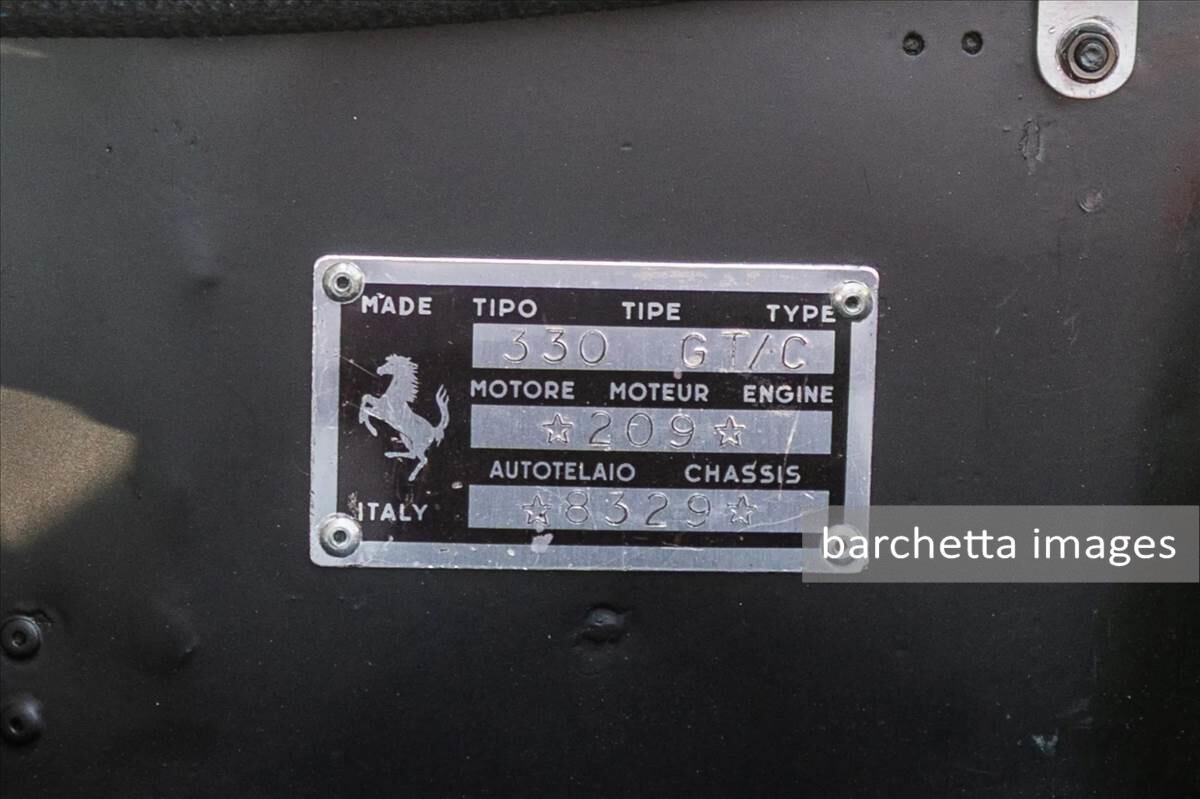 MADE TIPO TIPE TYPE
330 GT/C
MOTORE MOTEUR ENGINE
☆209☆
AUTOTELAIO CHASSIS
☆8329☆
ITALY
barchetta images